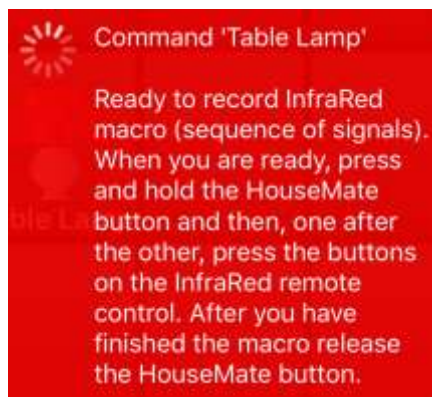 Command 'Table Lamp'
Ready to record InfraRed
macro (sequence of signals).
When you are ready, press
and hold the HouseMate
button and then, one after
the other, press the buttons
on the InfraRed remote
control. After you have
finished the macro release
the HouseMate button.